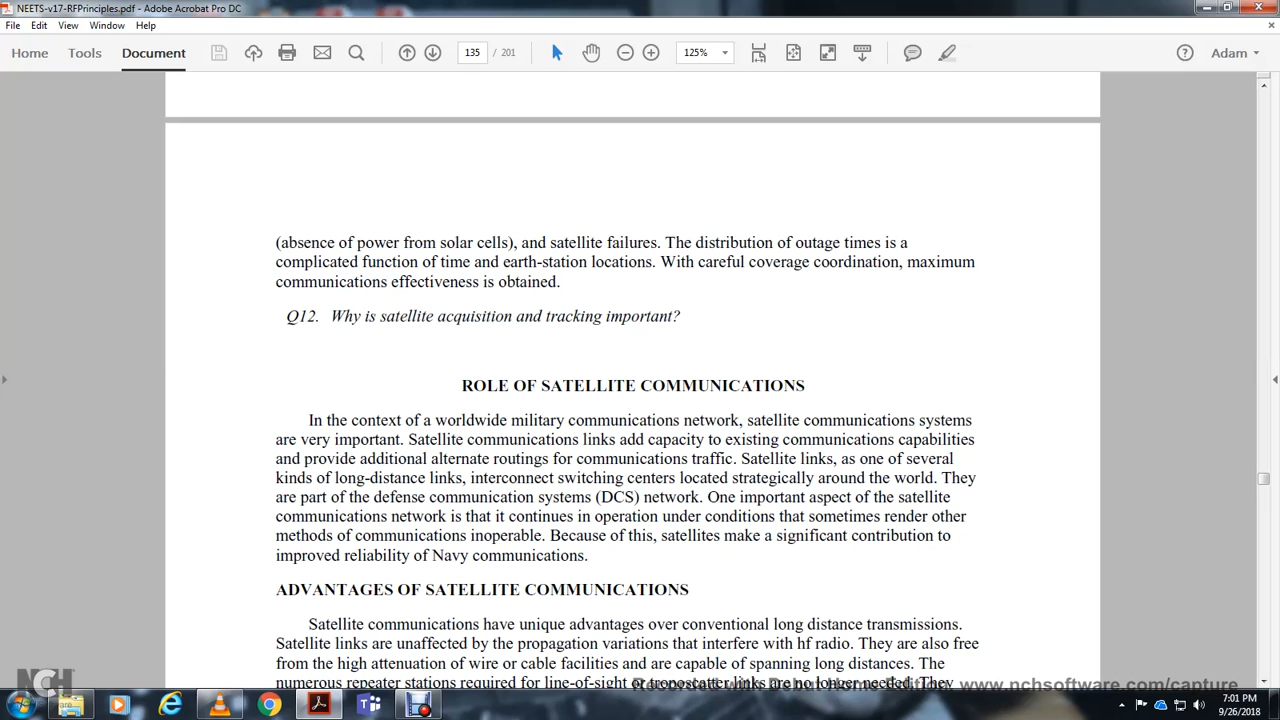 NEETS-v17-RFPrinciples.pdf - Adobe Acrobat Pro DC
File Edit View Window Help
Home Tools Document 135 / 201 125% Adam
(absence of power from solar cells), and satellite failures. The distribution of outage times is a
complicated function of time and earth-station locations. With careful coverage coordination, maximum
communications effectiveness is obtained.
Q12. Why is satellite acquisition and tracking important?
ROLE OF SATELLITE COMMUNICATIONS
In the context of a worldwide military communications network, satellite communications systems
are very important. Satellite communications links add capacity to existing communications capabilities
and provide additional alternate routings for communications traffic. Satellite links, as one of several
kinds of long-distance links, interconnect switching centers located strategically around the world. They
are part of the defense communication systems (DCS) network. One important aspect of the satellite
communications network is that it continues in operation under conditions that sometimes render other
methods of communications inoperable. Because of this, satellites make a significant contribution to
improved reliability of Navy communications.
ADVANTAGES OF SATELLITE COMMUNICATIONS
Satellite communications have unique advantages over conventional long distance transmissions.
Satellite links are unaffected by the propagation variations that interfere with hf radio. They are also free
from the high attenuation of wire or cable facilities and are capable of spanning long distances. The
numerous repeater stations required for line-of-sight or troposcatter links are no longer needed. They
www.nchsoftware.com/capture
NCH
7:01 PM
9/26/2018